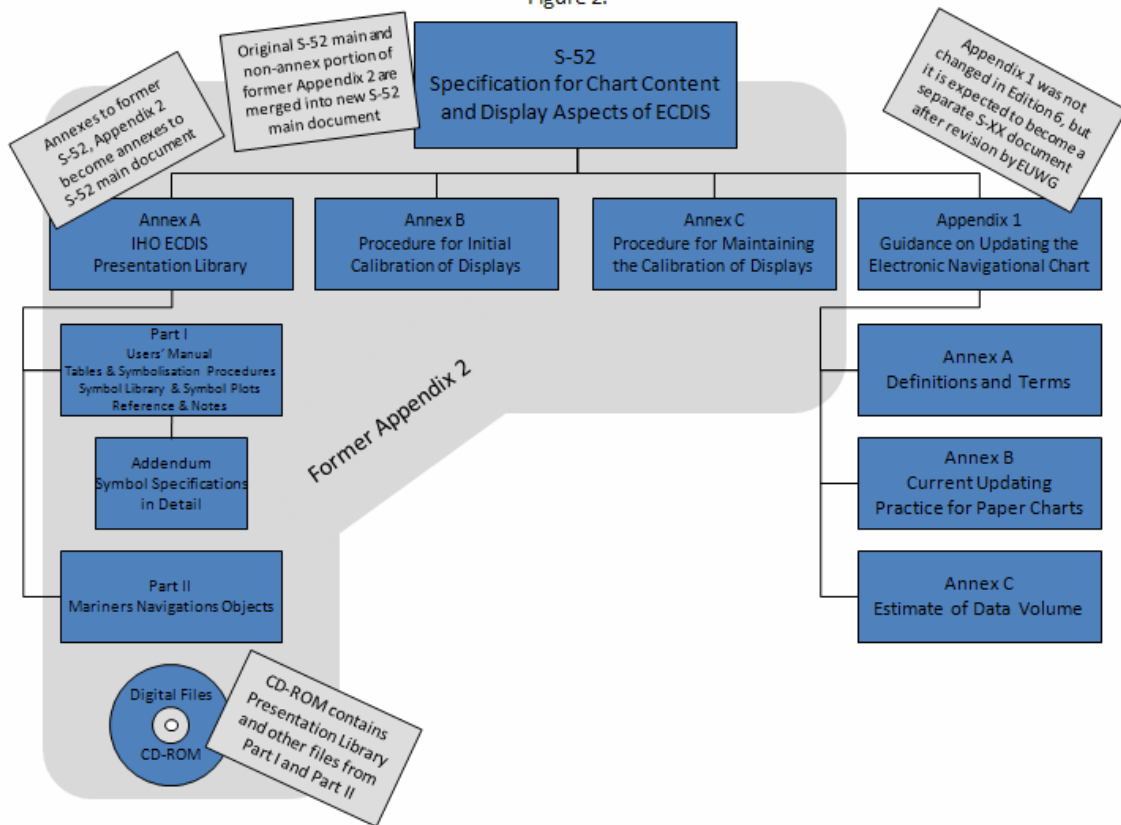 Figure 2.
S-52
Specification for Chart Content
and Display Aspects of ECDIS
Original S-52 main and
non-annex portion of
former Appendix 2 are
merged into new S-52
main document
Annexes to former
S-52, Appendix 2
become annexes to
S-52 main document
Appendix 1 was not
changed in Edition 6, but
it is expected to become a
separate S-XX document
after revision by EUWG
Annex A
IHO ECDIS
Presentation Library
Annex B
Procedure for Initial
Calibration of Displays
Annex C
Procedure for Maintaining
the Calibration of Displays
Appendix 1
Guidance on Updating the
Electronic Navigational Chart
Part I
Users' Manual
Tables & Symbolisation Procedures
Symbol Library & Symbol Plots
Reference & Notes
Addendum
Symbol Specifications
in Detail
Part II
Mariners Navigations Objects
Former Appendix 2
Annex A
Definitions and Terms
Annex B
Current Updating
Practice for Paper Charts
Annex C
Estimate of Data Volume
Digital Files
CD-ROM
CD-ROM contains
Presentation Library
and other files from
Part I and Part II